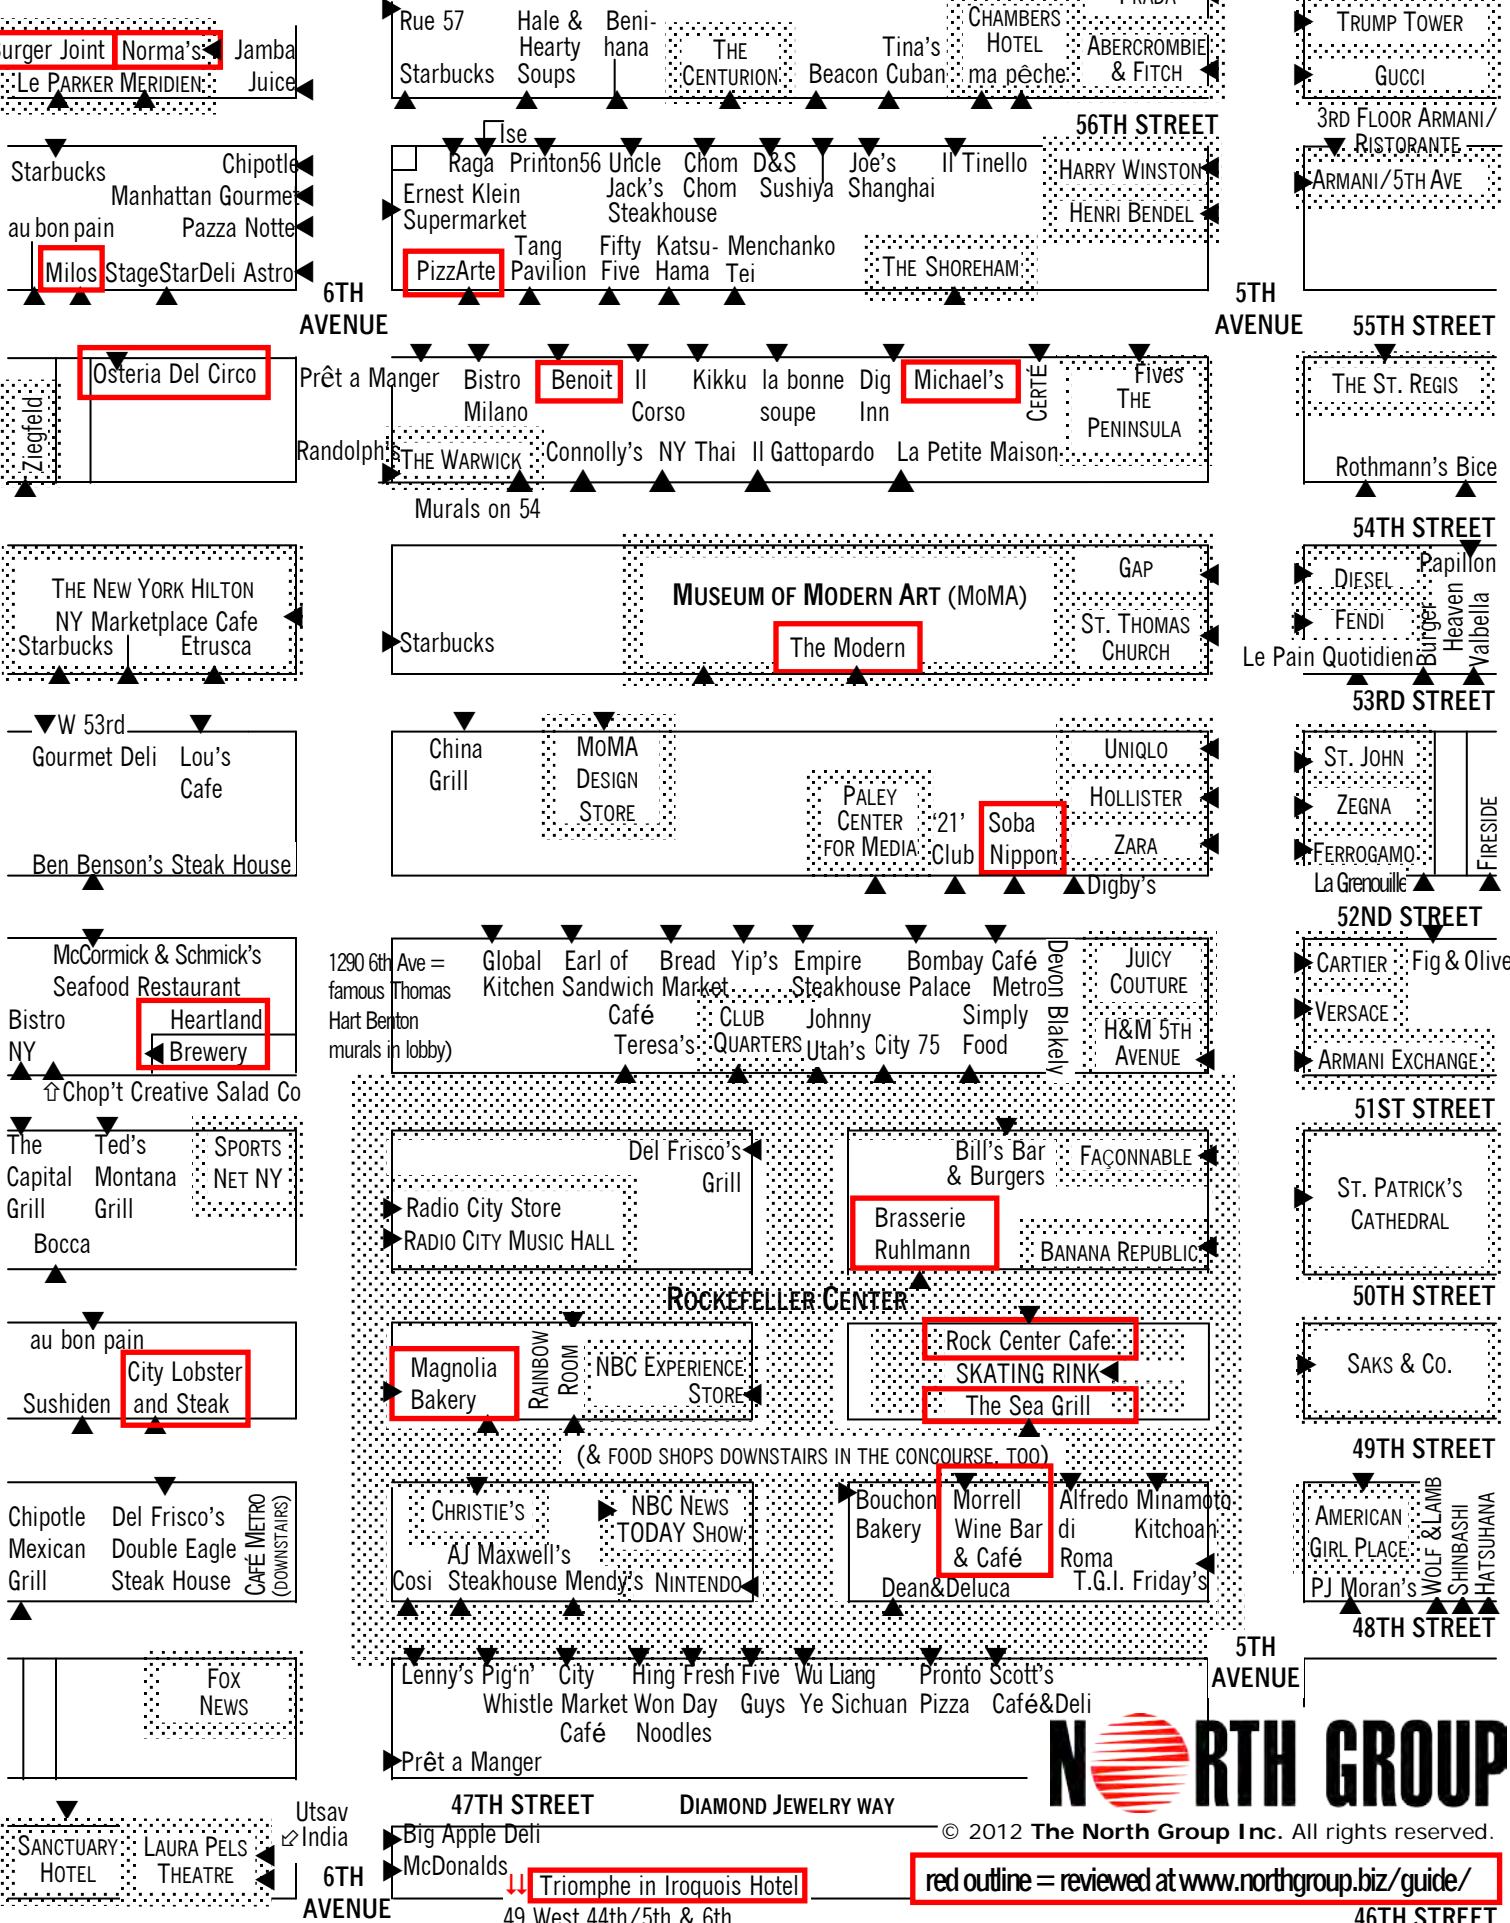 Rue 57
Hale &
Hearty
Soups
Beni-
hana
Starbucks
THE
CENTURION
Tina's
Beacon Cuban
CHAMBERS
HOTEL
ma pêche
ABERCROMBIE
& FITCH
TRUMP TOWER
GUCCI
Burger Joint
Norma's
Jamba
Juice
LE PARKER MERIDIEN
56TH STREET
3RD FLOOR ARMANI/
RISTORANTE
ARMANI/5TH AVE
Starbucks
Chipotle
Manhattan Gourmet
au bon pain
Pazza Notte
Milos
StageStarDeli Astro
6TH
AVENUE
Ise
Raga
Printon56
Uncle
Jack's
Steakhouse
Chom
Chom
D&S
Sushiya
Joe's
Shanghai
Il Tinello
Ernest Klein
Supermarket
HARRY WINSTON
HENRI BENDEL
PizzArte
Tang
Pavilion
Fifty
Five
Katsu-
Hama
Menchanko
Tei
THE SHOREHAM
5TH
AVENUE
55TH STREET
Osteria Del Circo
Ziegfeld
Prêt a Manger
Bistro
Milano
Benoit
Il
Corso
Kikku
la bonne
soupe
Dig
Inn
Michael's
CERTÉ
Fives
THE
PENINSULA
THE ST. REGIS
Randolph's
THE WARWICK
Connolly's
NY Thai
Il Gattopardo
La Petite Maison
Murals on 54
Rothmann's Bice
54TH STREET
THE NEW YORK HILTON
NY Marketplace Cafe
Starbucks
Etrusca
Starbucks
MUSEUM OF MODERN ART (MOMA)
The Modern
GAP
ST. THOMAS
CHURCH
DIESEL
FENDI
Papillon
Burger
Heaven
Valbella
Le Pain Quotidien
53RD STREET
W 53rd
Gourmet Deli
Lou's
Cafe
Ben Benson's Steak House
China
Grill
MOMA
DESIGN
STORE
PALEY
CENTER
FOR MEDIA
'21'
Club
Soba
Nippon
UNIQLO
HOLLISTER
ZARA
Digby's
ST. JOHN
ZEGNA
FERROGAMO
La Grenouille
FIRESIDE
52ND STREET
McCormick & Schmick's
Seafood Restaurant
Bistro
NY
Heartland
Brewery
⇧Chop't Creative Salad Co
1290 6th Ave =
famous Thomas
Hart Benton
murals in lobby)
Global
Kitchen
Earl of
Sandwich
Bread
Market
Yip's
Empire
Steakhouse
Bombay
Palace
Café
Metro
Devon Blakely
Café
Teresa's
CLUB
QUARTERS
Johnny
Utah's
City 75
Simply
Food
JUICY
COUTURE
H&M 5TH
AVENUE
CARTIER
Fig & Olive
VERSACE
ARMANI EXCHANGE
51ST STREET
The
Capital
Grill
Ted's
Montana
Grill
SPORTS
NET NY
Bocca
Del Frisco's
Grill
Radio City Store
RADIO CITY MUSIC HALL
Bill's Bar
& Burgers
FAÇONNABLE
Brasserie
Ruhlmann
BANANA REPUBLIC
ST. PATRICK'S
CATHEDRAL
ROCKEFELLER CENTER
50TH STREET
au bon pain
City Lobster
and Steak
Sushiden
Magnolia
Bakery
RAINBOW
ROOM
NBC EXPERIENCE
STORE
Rock Center Cafe
SKATING RINK
The Sea Grill
SAKS & CO.
(& FOOD SHOPS DOWNSTAIRS IN THE CONCOURSE, TOO)
49TH STREET
Chipotle
Mexican
Grill
Del Frisco's
Double Eagle
Steak House
CAFÉ METRO
(DOWNSTAIRS)
CHRISTIE'S
NBC NEWS
TODAY SHOW
AJ Maxwell's
Steakhouse
Cosi
Mendy's
NINTENDO
Bouchon
Bakery
Morrell
Wine Bar
& Café
Alfredo
di
Roma
Minamoto
Kitchoan
Dean&Deluca
T.G.I. Friday's
AMERICAN
GIRL PLACE
PJ Moran's
WOLF & LAMB
SHINBASHI
HATSUHANA
48TH STREET
FOX
NEWS
Lenny's
Pig'n'
Whistle
City
Market
Café
Hing
Won
Noodles
Fresh
Day
Five
Guys
Wu Liang
Ye Sichuan
Pronto
Pizza
Scott's
Café&Deli
Prêt a Manger
5TH
AVENUE
NORTH GROUP
47TH STREET
DIAMOND JEWELRY WAY
© 2012 The North Group Inc. All rights reserved.
SANCTUARY
HOTEL
LAURA PELS
THEATRE
Utsav
India
6TH
AVENUE
Big Apple Deli
McDonalds
↓↓ Triomphe in Iroquois Hotel
49 West 44th/5th & 6th
red outline = reviewed at www.northgroup.biz/guide/
46TH STREET